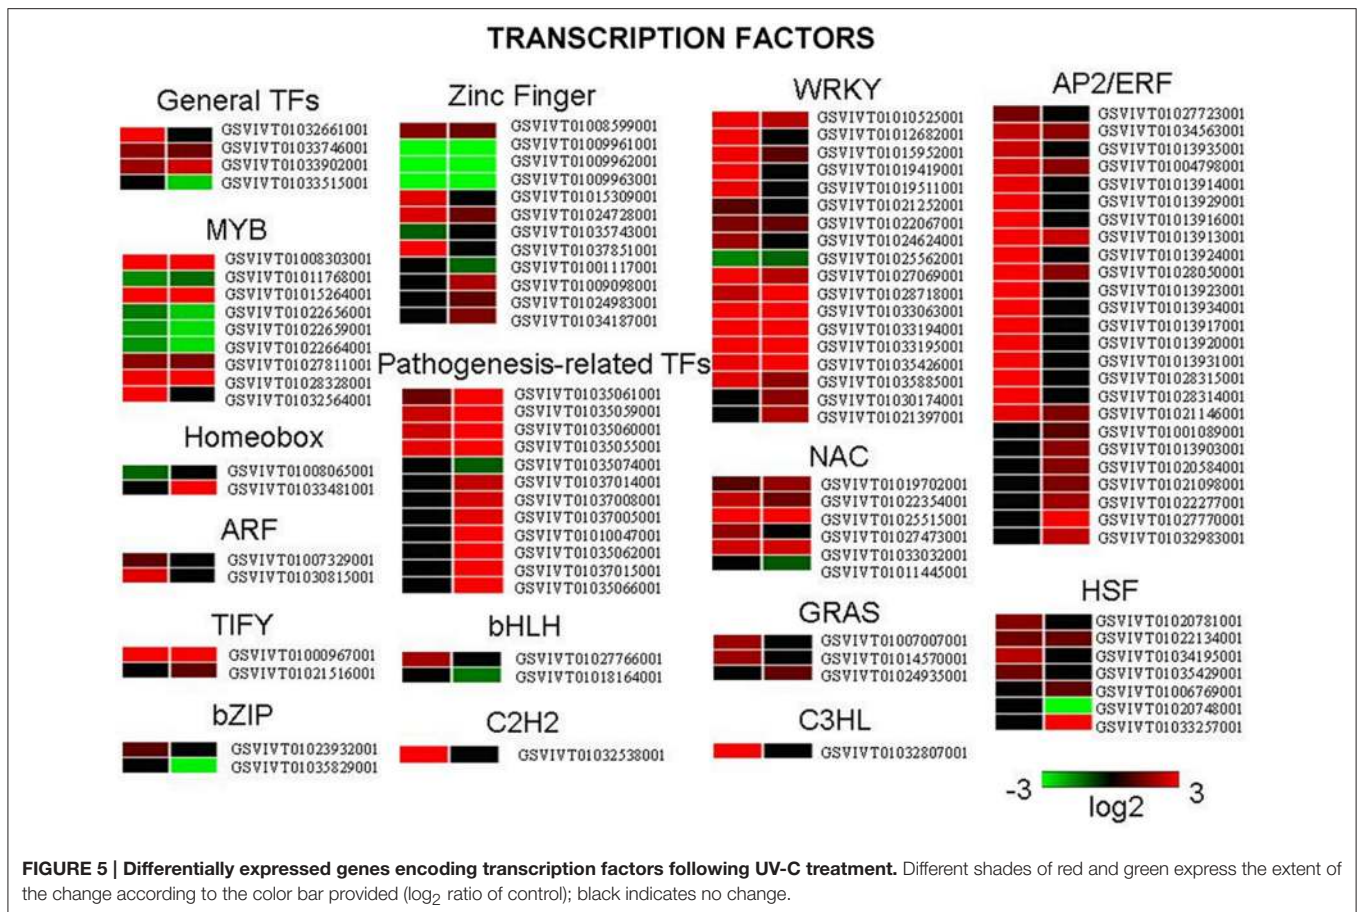 TRANSCRIPTION FACTORS
General TFs
GSVIVT01032661001
GSVIVT01033746001
GSVIVT01033902001
GSVIVT01033515001
MYB
GSVIVT01008303001
GSVIVT01011768001
GSVIVT01015264001
GSVIVT01022656001
GSVIVT01022659001
GSVIVT01022664001
GSVIVT01027811001
GSVIVT01028328001
GSVIVT01032564001
Homeobox
GSVIVT01008065001
GSVIVT01033481001
ARF
GSVIVT01007329001
GSVIVT01030815001
TIFY
GSVIVT01000967001
GSVIVT01021516001
bZIP
GSVIVT01023932001
GSVIVT01035829001
Zinc Finger
GSVIVT01008599001
GSVIVT01009961001
GSVIVT01009962001
GSVIVT01009963001
GSVIVT01015309001
GSVIVT01024728001
GSVIVT01035743001
GSVIVT01037851001
GSVIVT01001117001
GSVIVT01009098001
GSVIVT01024983001
GSVIVT01034187001
Pathogenesis-related TFs
GSVIVT01035061001
GSVIVT01035059001
GSVIVT01035060001
GSVIVT01035055001
GSVIVT01035074001
GSVIVT01037014001
GSVIVT01037008001
GSVIVT01037005001
GSVIVT01010047001
GSVIVT01035062001
GSVIVT01037015001
GSVIVT01035066001
bHLH
GSVIVT01027766001
GSVIVT01018164001
C2H2
GSVIVT01032538001
WRKY
GSVIVT01010525001
GSVIVT01012682001
GSVIVT01015952001
GSVIVT01019419001
GSVIVT01019511001
GSVIVT01021252001
GSVIVT01022067001
GSVIVT01024624001
GSVIVT01025562001
GSVIVT01027069001
GSVIVT01028718001
GSVIVT01033063001
GSVIVT01033194001
GSVIVT01033195001
GSVIVT01035426001
GSVIVT01035885001
GSVIVT01030174001
GSVIVT01021397001
NAC
GSVIVT01019702001
GSVIVT01022354001
GSVIVT01025515001
GSVIVT01027473001
GSVIVT01033032001
GSVIVT01011445001
GRAS
GSVIVT01007007001
GSVIVT01014570001
GSVIVT01024935001
C3HL
GSVIVT01032807001
AP2/ERF
GSVIVT01027723001
GSVIVT01034563001
GSVIVT01013935001
GSVIVT01004798001
GSVIVT01013914001
GSVIVT01013929001
GSVIVT01013916001
GSVIVT01013913001
GSVIVT01013924001
GSVIVT01028050001
GSVIVT01013923001
GSVIVT01013934001
GSVIVT01013917001
GSVIVT01013920001
GSVIVT01013931001
GSVIVT01028315001
GSVIVT01028314001
GSVIVT01021146001
GSVIVT01001089001
GSVIVT01013903001
GSVIVT01020584001
GSVIVT01021098001
GSVIVT01022277001
GSVIVT01027770001
GSVIVT01032983001
HSF
GSVIVT01020781001
GSVIVT01022134001
GSVIVT01034195001
GSVIVT01035429001
GSVIVT01006769001
GSVIVT01020748001
GSVIVT01033257001
-3 3
log2
FIGURE 5 | Differentially expressed genes encoding transcription factors following UV-C treatment. Different shades of red and green express the extent of
the change according to the color bar provided (log2 ratio of control); black indicates no change.